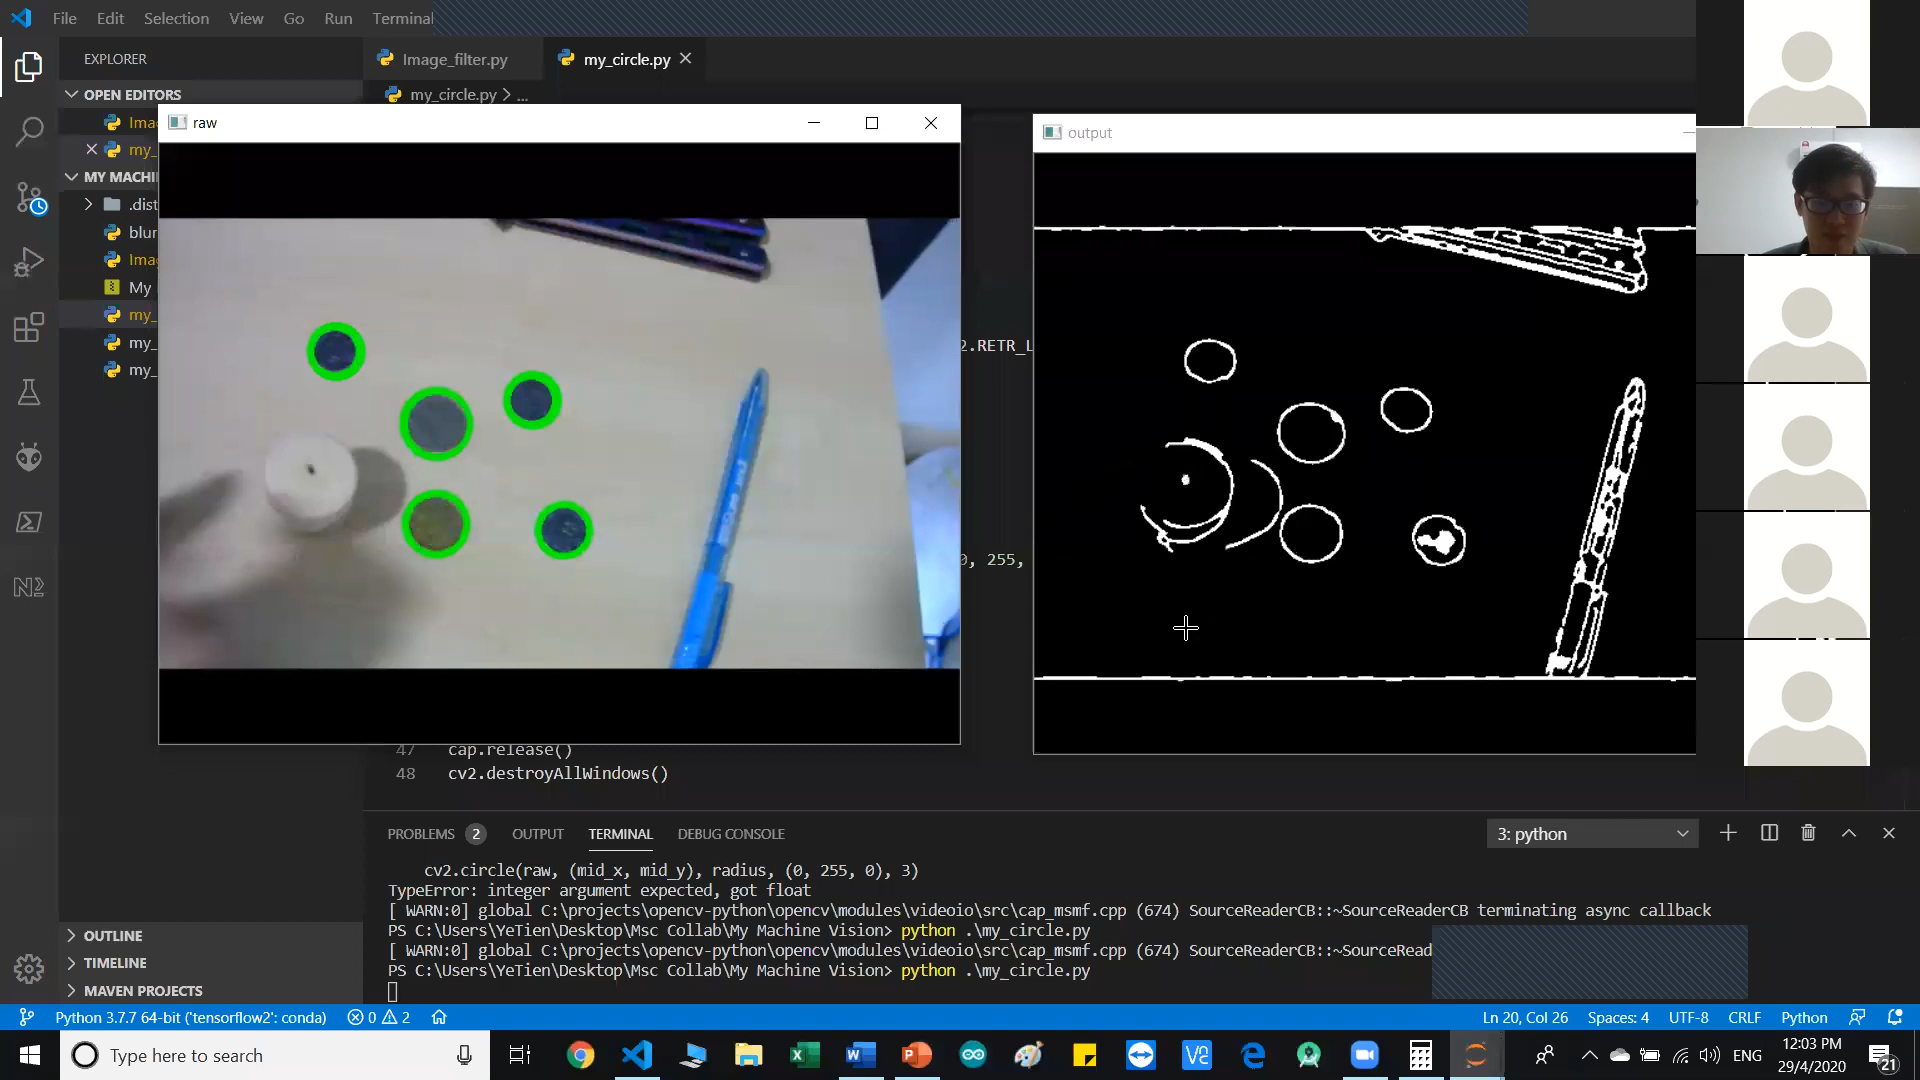 File Edit Selection View Go Run Terminal
EXPLORER
Image_filter.py
my_circle.py
OPEN EDITORS
my_circle.py > ...
Ima
my_
MY MACHI
.dist
blur
Ima
My
my_
my_
my_
raw
output
2.RETR_L
0, 255,
47 cap.release()
48 cv2.destroyAllWindows()
PROBLEMS 2 OUTPUT TERMINAL DEBUG CONSOLE
3: python
cv2.circle(raw, (mid_x, mid_y), radius, (0, 255, 0), 3)
TypeError: integer argument expected, got float
[ WARN:0] global C:\projects\opencv-python\opencv\modules\videoio\src\cap_msmf.cpp (674) SourceReaderCB::~SourceReaderCB terminating async callback
PS C:\Users\YeTien\Desktop\Msc Collab\My Machine Vision> python .\my_circle.py
[ WARN:0] global C:\projects\opencv-python\opencv\modules\videoio\src\cap_msmf.cpp (674) SourceReaderCB::~SourceRead
PS C:\Users\YeTien\Desktop\Msc Collab\My Machine Vision> python .\my_circle.py
OUTLINE
TIMELINE
MAVEN PROJECTS
Python 3.7.7 64-bit ('tensorflow2': conda) 0 2
Ln 20, Col 26 Spaces: 4 UTF-8 CRLF Python
Type here to search
ENG
12:03 PM
29/4/2020
21